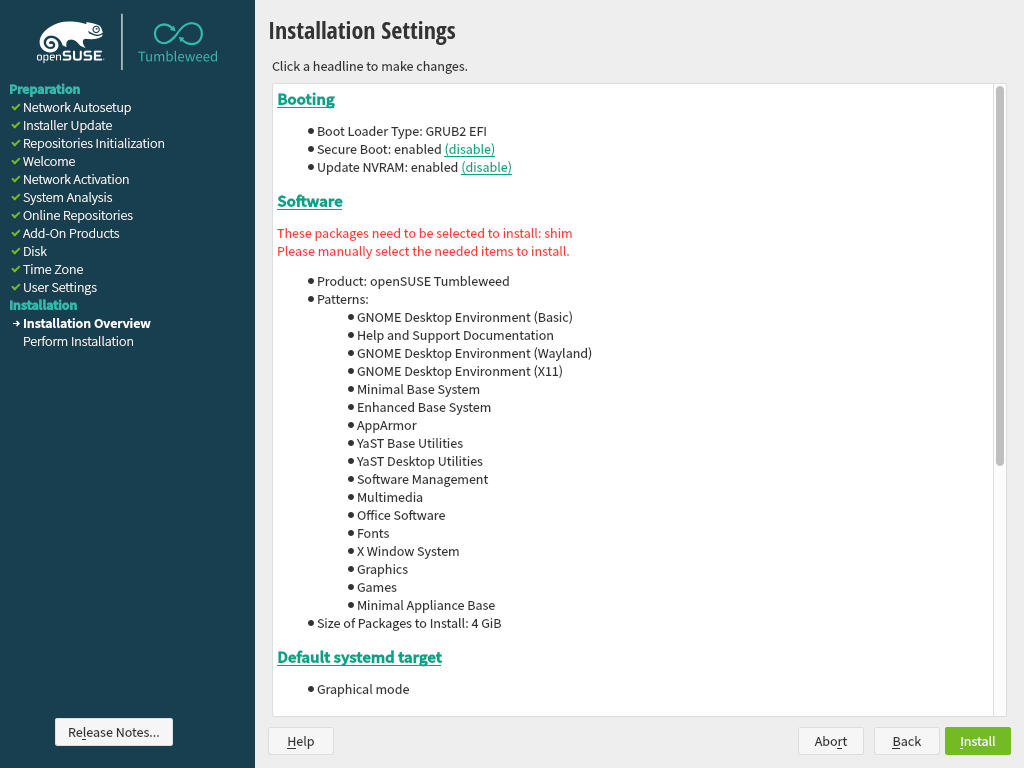 openSUSE
Tumbleweed
Preparation
Network Autosetup
Installer Update
Repositories Initialization
Welcome
Network Activation
System Analysis
Online Repositories
Add-On Products
Disk
Time Zone
User Settings
Installation
Installation Overview
Perform Installation
Release Notes...
Installation Settings
Click a headline to make changes.
Booting
Boot Loader Type: GRUB2 EFI
Secure Boot: enabled (disable)
Update NVRAM: enabled (disable)
Software
These packages need to be selected to install: shim
Please manually select the needed items to install.
Product: openSUSE Tumbleweed
Patterns:
GNOME Desktop Environment (Basic)
Help and Support Documentation
GNOME Desktop Environment (Wayland)
GNOME Desktop Environment (X11)
Minimal Base System
Enhanced Base System
AppArmor
YaST Base Utilities
YaST Desktop Utilities
Software Management
Multimedia
Office Software
Fonts
X Window System
Graphics
Games
Minimal Appliance Base
Size of Packages to Install: 4 GiB
Default systemd target
Graphical mode
Help
Abort
Back
Install